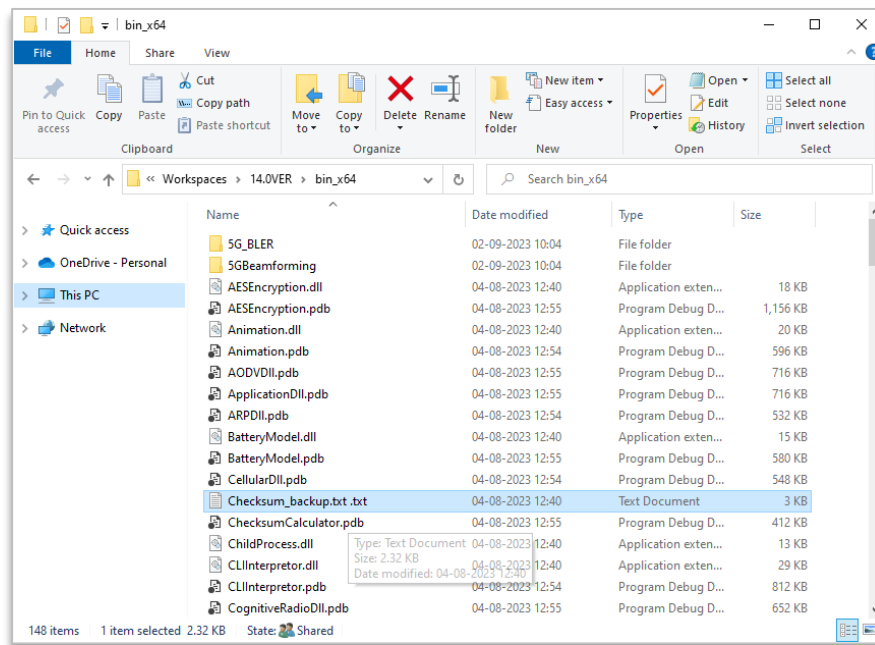 bin_x64
File Home Share View
Pin to Quick access
Copy
Paste
Cut
Copy path
Paste shortcut
Clipboard
Move to
Copy to
Delete
Rename
Organize
New folder
New item
Easy access
New
Properties
Open
Edit
History
Open
Select all
Select none
Invert selection
Select
« Workspaces › 14.0VER › bin_x64
Search bin_x64
Quick access
OneDrive - Personal
This PC
Network
Name Date modified Type Size
5G_BLER 02-09-2023 10:04 File folder
5GBeamforming 02-09-2023 10:04 File folder
AESEncryption.dll 04-08-2023 12:40 Application exten... 18 KB
AESEncryption.pdb 04-08-2023 12:55 Program Debug D... 1,156 KB
Animation.dll 04-08-2023 12:40 Application exten... 20 KB
Animation.pdb 04-08-2023 12:54 Program Debug D... 596 KB
AODVDll.pdb 04-08-2023 12:55 Program Debug D... 716 KB
ApplicationDll.pdb 04-08-2023 12:55 Program Debug D... 716 KB
ARPDll.pdb 04-08-2023 12:54 Program Debug D... 532 KB
BatteryModel.dll 04-08-2023 12:40 Application exten... 15 KB
BatteryModel.pdb 04-08-2023 12:55 Program Debug D... 580 KB
CellularDll.pdb 04-08-2023 12:54 Program Debug D... 548 KB
Checksum_backup.txt .txt 04-08-2023 12:40 Text Document 3 KB
ChecksumCalculator.pdb 04-08-2023 12:55 Program Debug D... 412 KB
ChildProcess.dll 04-08-2023 12:40 Application exten... 13 KB
CLIInterpretor.dll 04-08-2023 12:40 Application exten... 29 KB
CLIInterpretor.pdb 04-08-2023 12:54 Program Debug D... 812 KB
CognitiveRadioDll.pdb 04-08-2023 12:55 Program Debug D... 652 KB
Type: Text Document
Size: 2.32 KB
Date modified: 04-08-2023 12:40
148 items 1 item selected 2.32 KB State: Shared